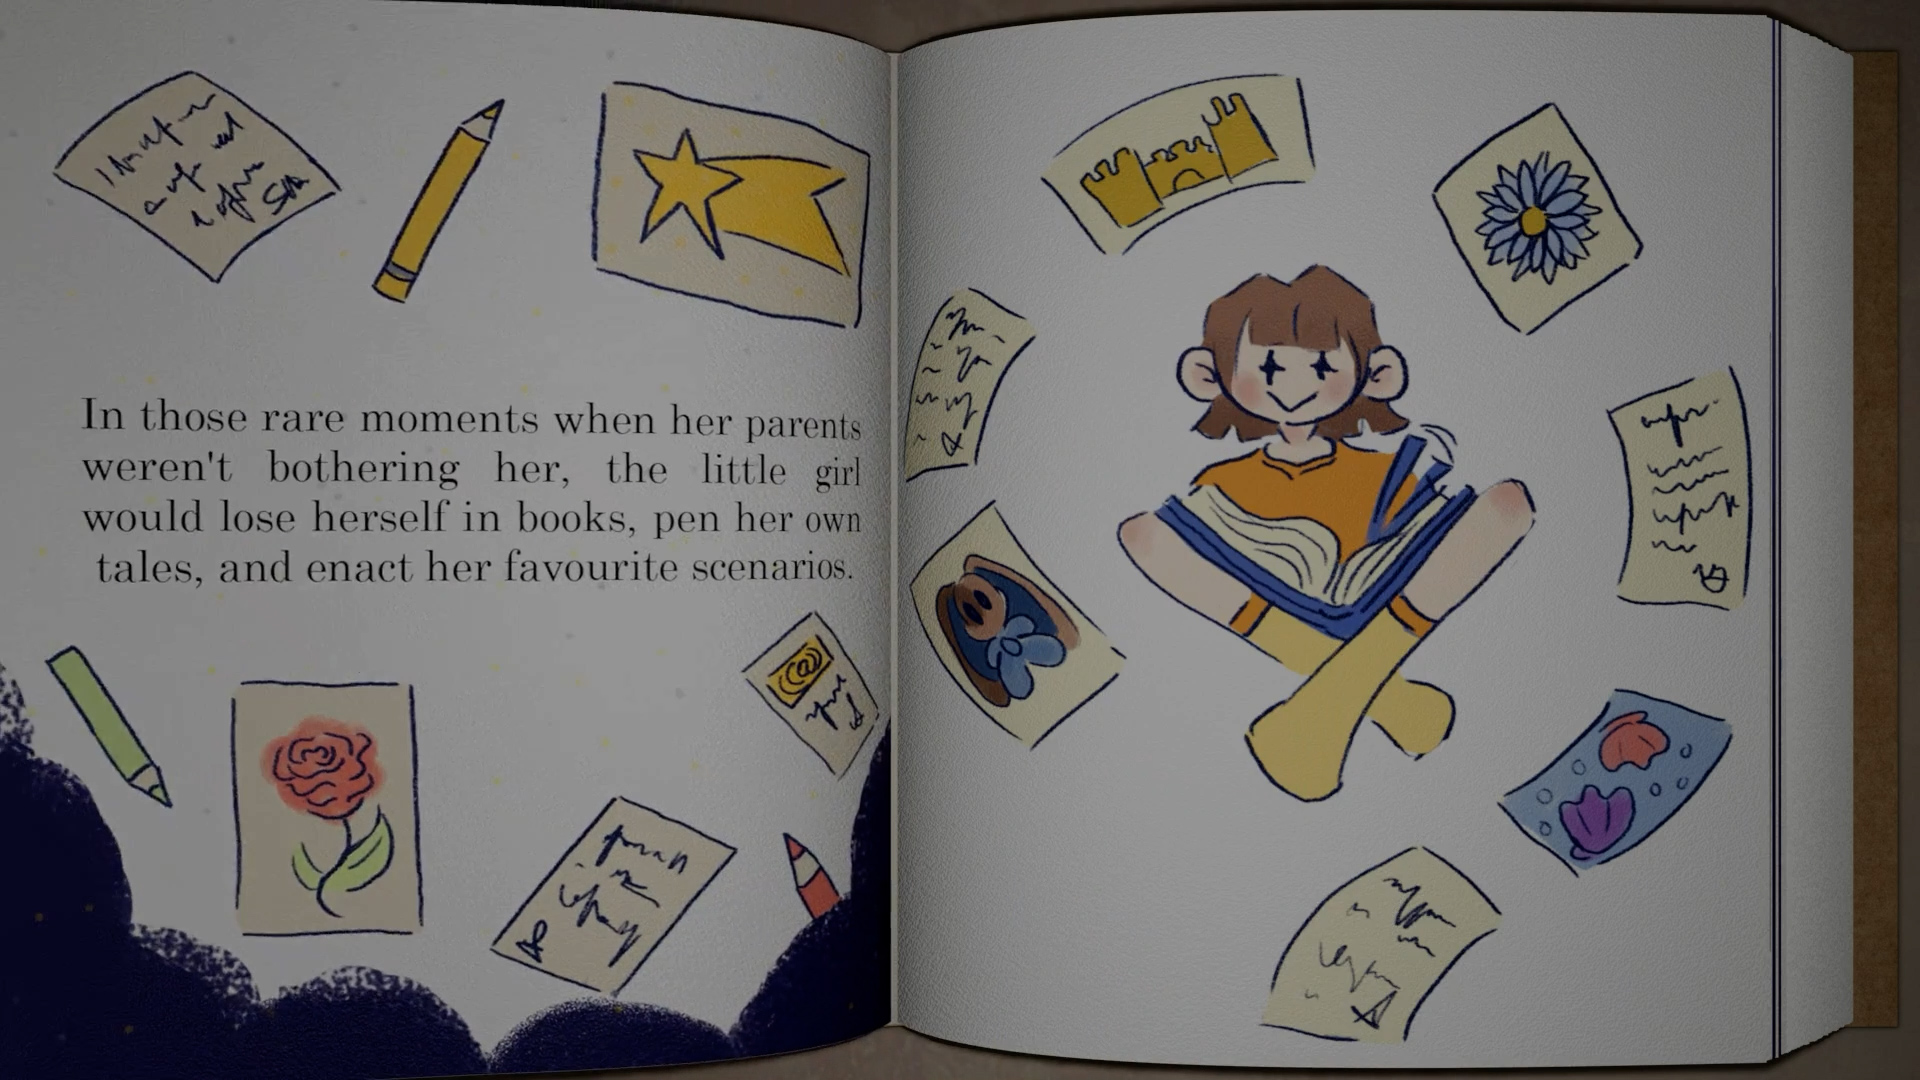 In those rare moments when her parents
weren't bothering her, the little girl
would lose herself in books, pen her own
tales, and enact her favourite scenarios.